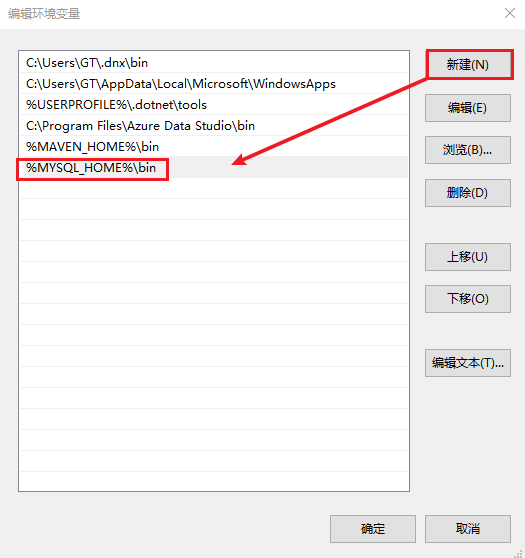 编辑环境变量
C:\Users\GT\.dnx\bin
C:\Users\GT\AppData\Local\Microsoft\WindowsApps
%USERPROFILE%\.dotnet\tools
C:\Program Files\Azure Data Studio\bin
%MAVEN_HOME%\bin
%MYSQL_HOME%\bin
新建(N)
编辑(E)
浏览(B)...
删除(D)
上移(U)
下移(O)
编辑文本(T)...
确定
取消